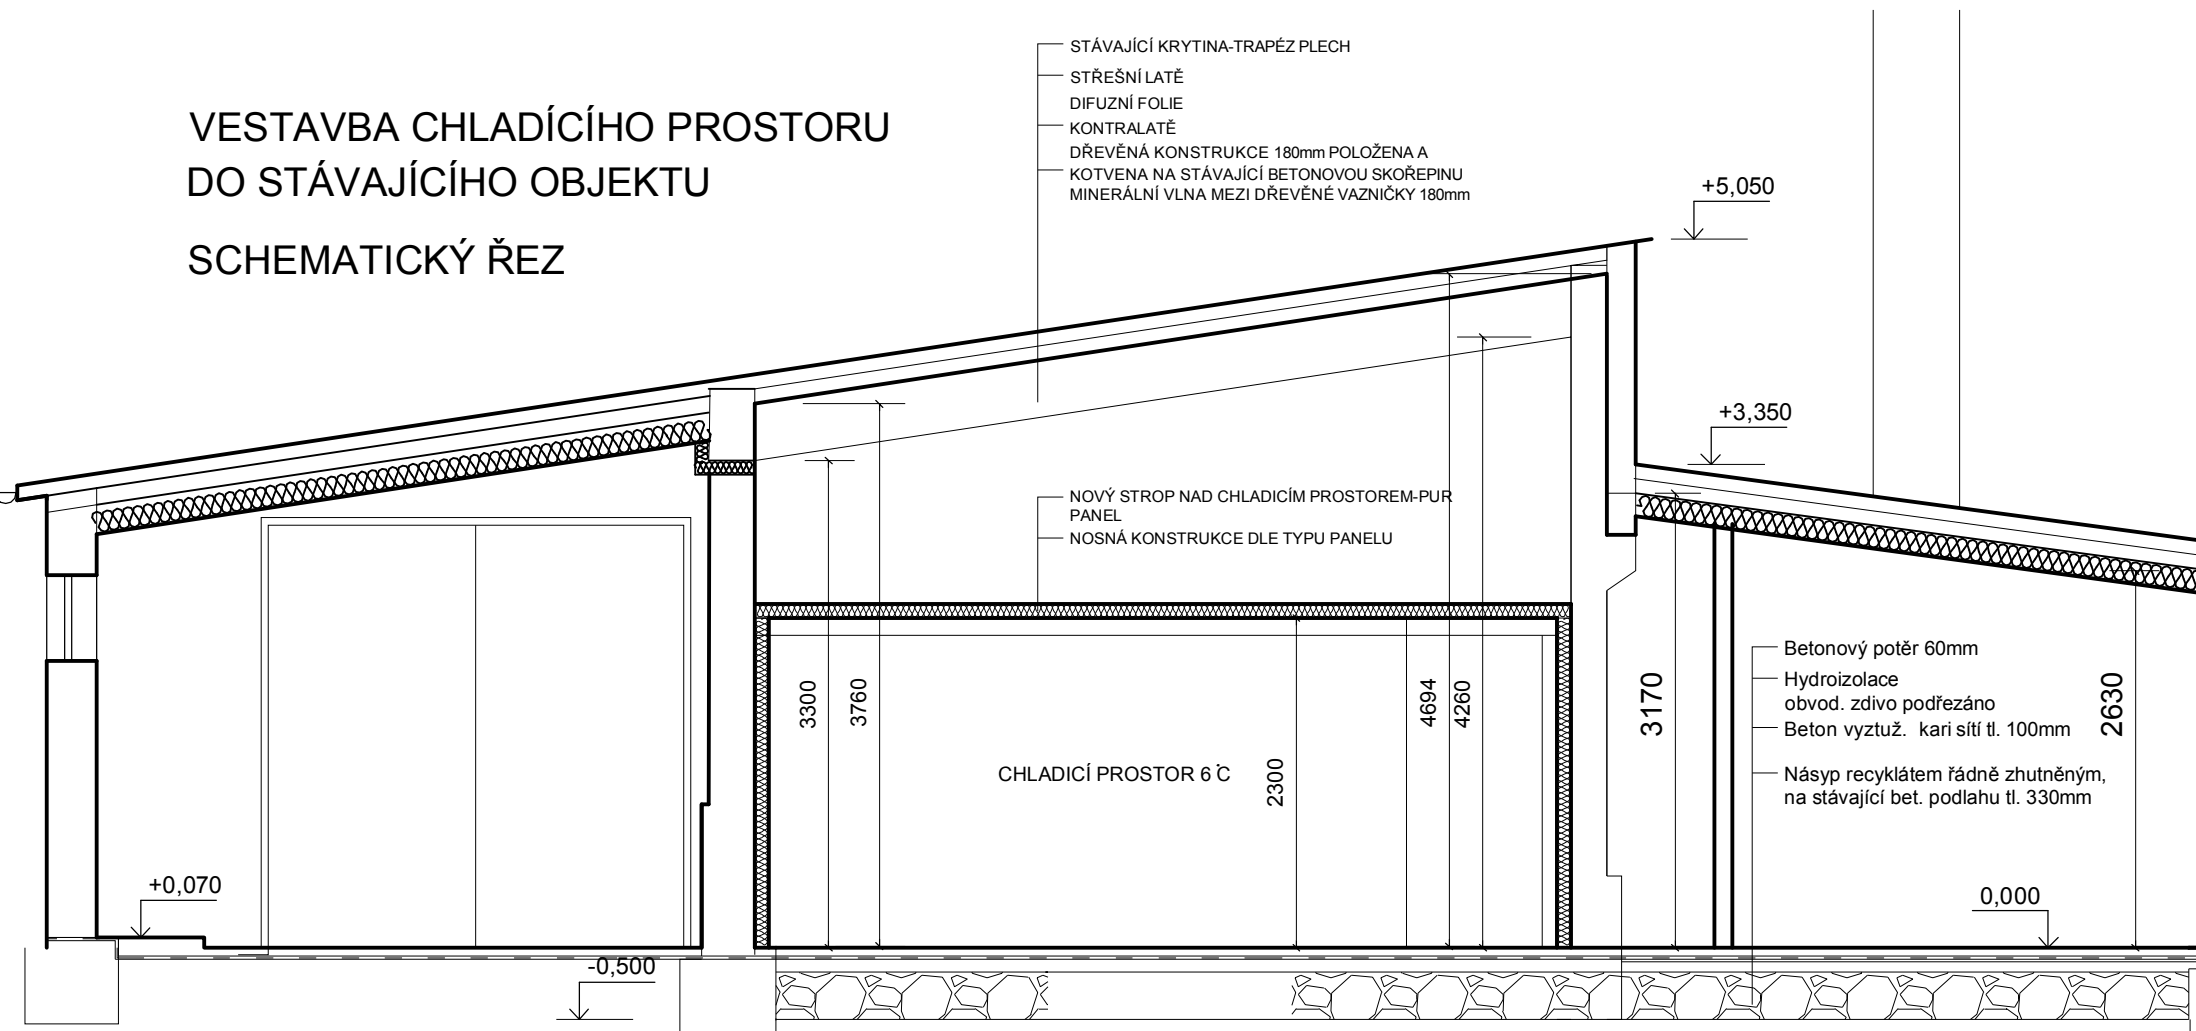 VESTAVBA CHLADÍCÍHO PROSTORU
DO STÁVAJÍCÍHO OBJEKTU
SCHEMATICKÝ ŘEZ
STÁVAJÍCÍ KRYTINA-TRAPÉZ PLECH
STŘEŠNÍ LATĚ
DIFUZNÍ FOLIE
KONTRALATĚ
DŘEVĚNÁ KONSTRUKCE 180mm POLOŽENA A
KOTVENA NA STÁVAJÍCÍ BETONOVOU SKOŘEPINU
MINERÁLNÍ VLNA MEZI DŘEVĚNÉ VAZNIČKY 180mm
+5,050
+3,350
NOVÝ STROP NAD CHLADICÍM PROSTOREM-PUR
PANEL
NOSNÁ KONSTRUKCE DLE TYPU PANELU
3300
3760
4694
4260
3170
2630
2300
CHLADICÍ PROSTOR 6°C
Betonový potěr 60mm
Hydroizolace
obvod. zdivo podřezáno
Beton vyztuž. kari sítí tl. 100mm
Násyp recyklátem řádně zhutněným,
na stávající bet. podlahu tl. 330mm
+0,070
0,000
-0,500